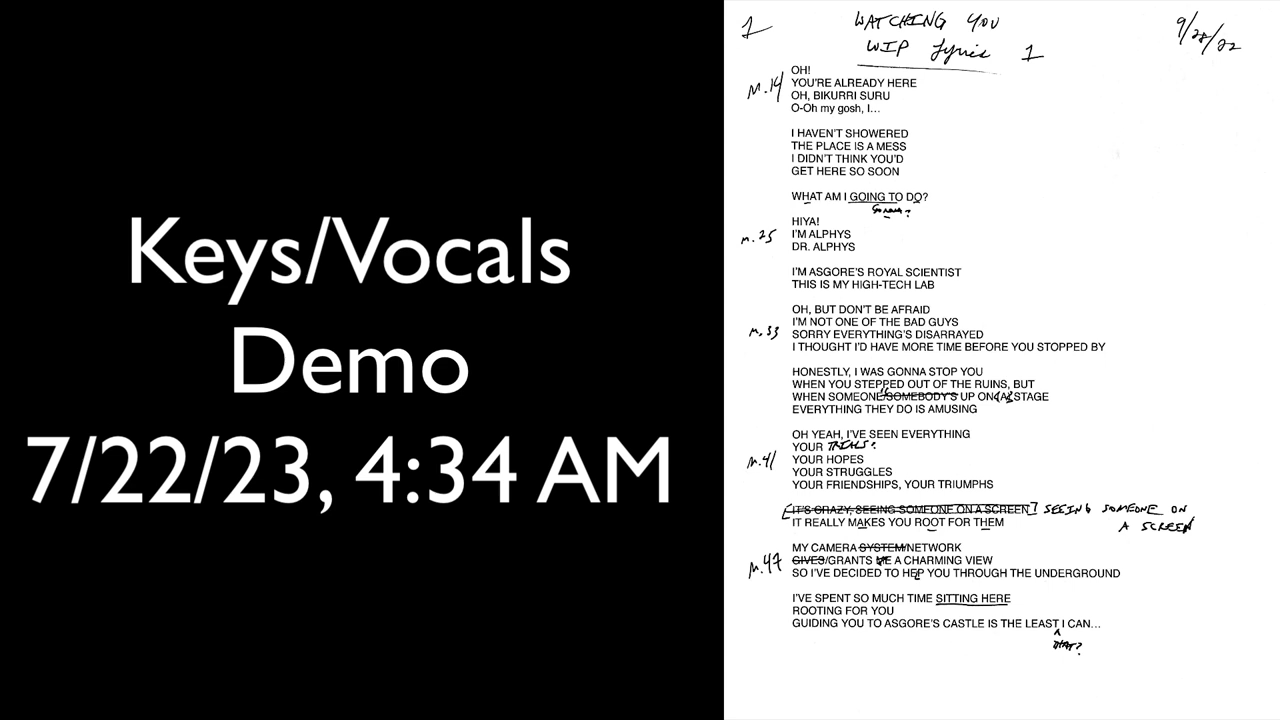 Keys/Vocals
Demo
7/22/23, 4:34 AM
1
WATCHING YOU
WIP Lyrics 1
9/28/22
m.14
OH!
YOU'RE ALREADY HERE
OH, BIKURRI SURU
O-Oh my gosh, I...
I HAVEN'T SHOWERED
THE PLACE IS A MESS
I DIDN'T THINK YOU'D
GET HERE SO SOON
WHAT AM I GOING TO DO?
m.25
HIYA!
I'M ALPHYS
DR. ALPHYS
I'M ASGORE'S ROYAL SCIENTIST
THIS IS MY HIGH-TECH LAB
m.33
OH, BUT DON'T BE AFRAID
I'M NOT ONE OF THE BAD GUYS
SORRY EVERYTHING'S DISARRAYED
I THOUGHT I'D HAVE MORE TIME BEFORE YOU STOPPED BY
HONESTLY, I WAS GONNA STOP YOU
WHEN YOU STEPPED OUT OF THE RUINS, BUT
WHEN SOMEONE/SOMEBODY'S UP ON (A) STAGE
EVERYTHING THEY DO IS AMUSING
m.41
OH YEAH, I'VE SEEN EVERYTHING
YOUR TRIALS?
YOUR HOPES
YOUR STRUGGLES
YOUR FRIENDSHIPS, YOUR TRIUMPHS
[IT'S CRAZY, SEEING SOMEONE ON A SCREEN] SEEING SOMEONE ON
A SCREEN
IT REALLY MAKES YOU ROOT FOR THEM
m.47
MY CAMERA SYSTEM/NETWORK
GIVES/GRANTS ME A CHARMING VIEW
SO I'VE DECIDED TO HELP YOU THROUGH THE UNDERGROUND
I'VE SPENT SO MUCH TIME SITTING HERE
ROOTING FOR YOU
GUIDING YOU TO ASGORE'S CASTLE IS THE LEAST I CAN...
THAT?